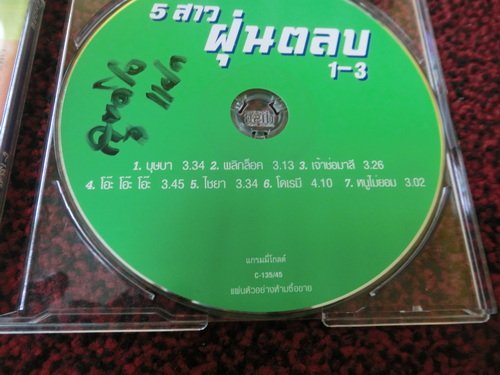 5 สาว
ฝุ่นตลบ
1-3
1. บุษบา 3.34 2. พลิกล็อค 3.13 3. เจ้าช่อมาลี 3.26
4. โอ๊ะ โอ๊ะ โอ๊ะ 3.45 5. ไชยา 3.34 6. โดเรมี 4.10 7. หนูไม่ยอม 3.02
แกรมมี่โกลด์
C-135/45
แผ่นตัวอย่างห้ามซื้อขาย